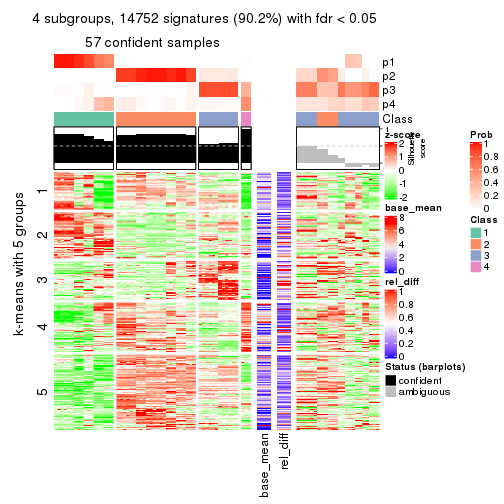 4 subgroups, 14752 signatures (90.2%) with fdr < 0.05
57 confident samples
p1
p2
p3
p4
Class
1
Silhouette
score
k-means with 5 groups
1
2
3
4
5
base_mean
rel_diff
z-score
2
1
0
-1
-2
base_mean
8
6
4
2
0
rel_diff
1
0.8
0.6
0.4
0.2
0
Status (barplots)
confident
ambiguous
Prob
1
0.8
0.6
0.4
0.2
0
Class
1
2
3
4